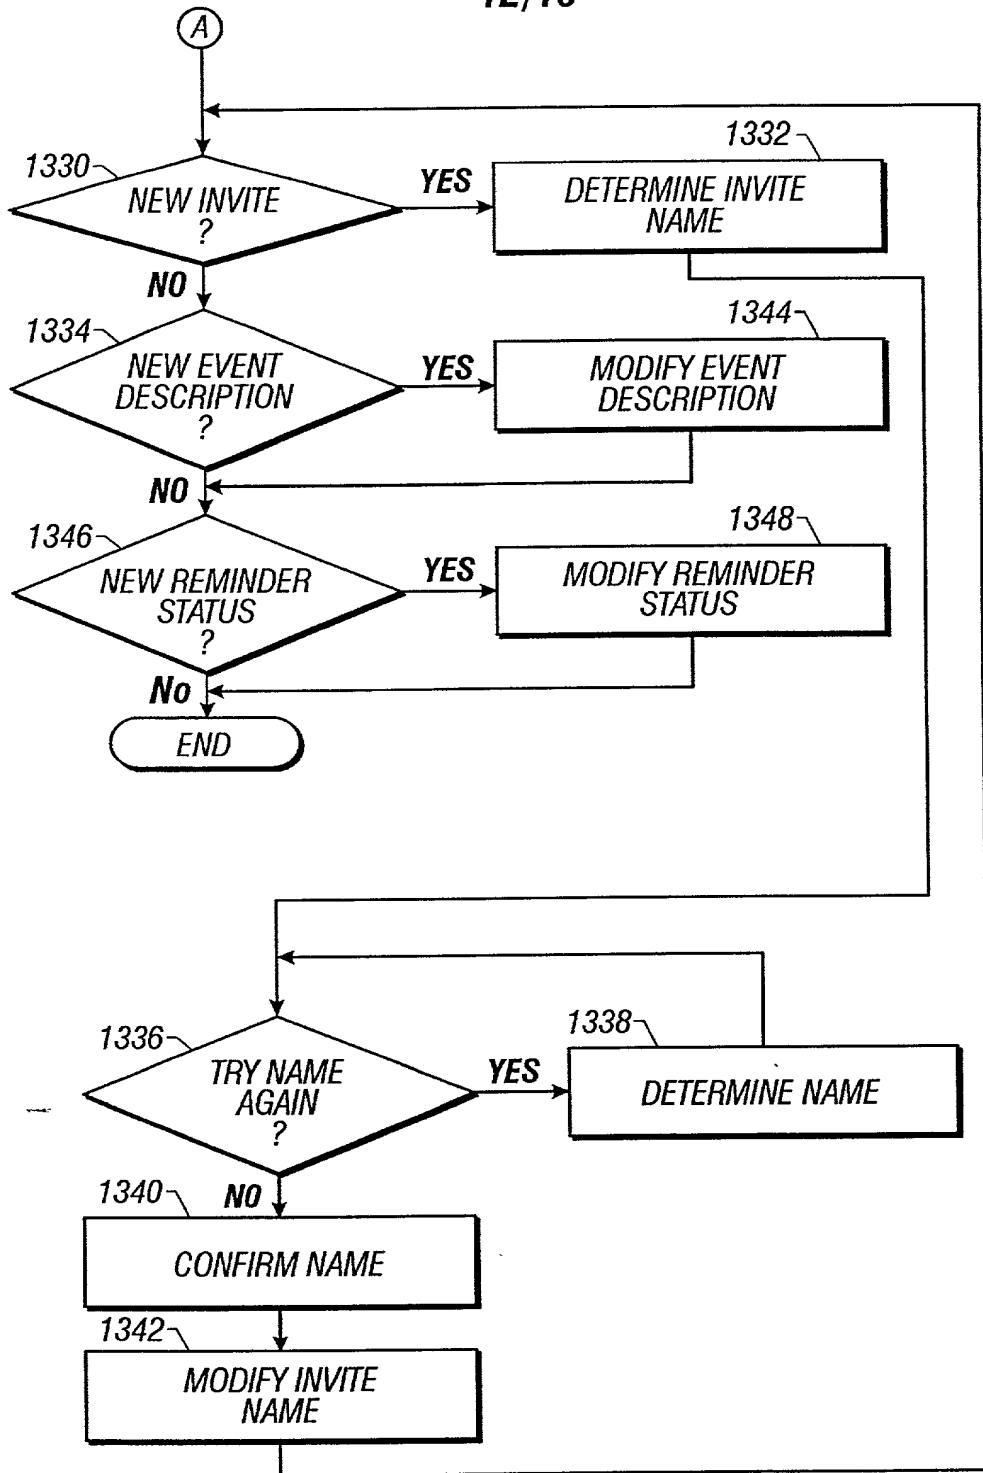 A
1330
NEW INVITE
?
YES
1332
DETERMINE INVITE
NAME
NO
1334
NEW EVENT
DESCRIPTION
?
YES
1344
MODIFY EVENT
DESCRIPTION
NO
1346
NEW REMINDER
STATUS
?
YES
1348
MODIFY REMINDER
STATUS
No
END
1336
TRY NAME
AGAIN
?
YES
1338
DETERMINE NAME
NO
1340
CONFIRM NAME
1342
MODIFY INVITE
NAME